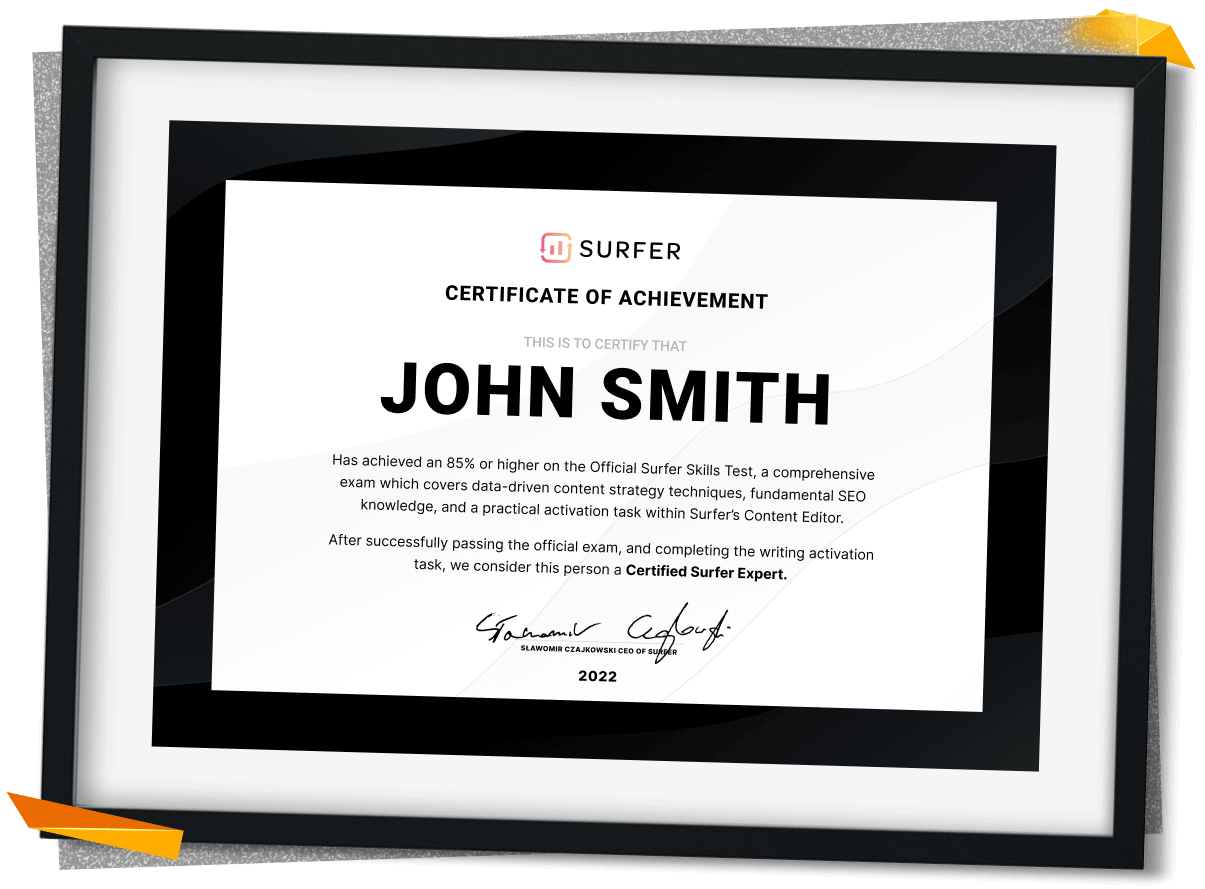 SURFER
CERTIFICATE OF ACHIEVEMENT
THIS IS TO CERTIFY THAT
JOHN SMITH
Has achieved an 85% or higher on the Official Surfer Skills Test, a comprehensive
exam which covers data-driven content strategy techniques, fundamental SEO
knowledge, and a practical activation task within Surfer’s Content Editor.
After successfully passing the official exam, and completing the writing activation
task, we consider this person a Certified Surfer Expert.
SŁAWOMIR CZAJKOWSKI CEO OF SURFER
2022